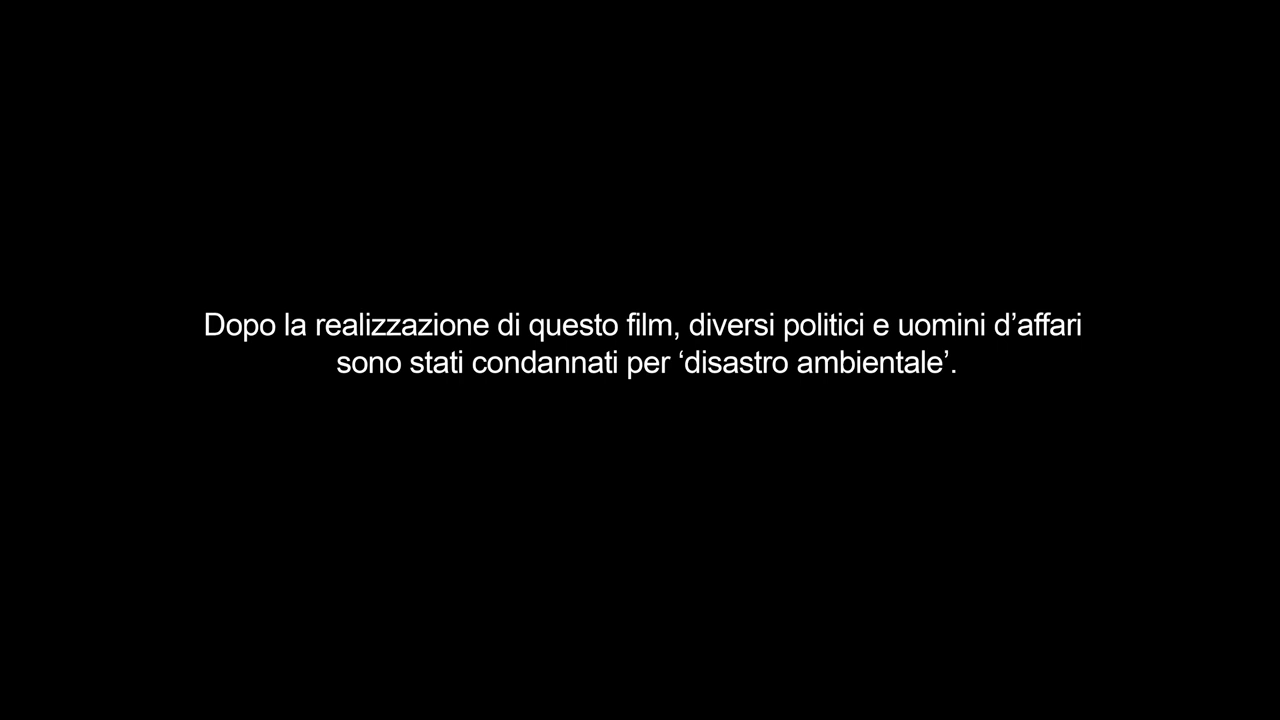 Dopo la realizzazione di questo film, diversi politici e uomini d’affari
sono stati condannati per ‘disastro ambientale’.